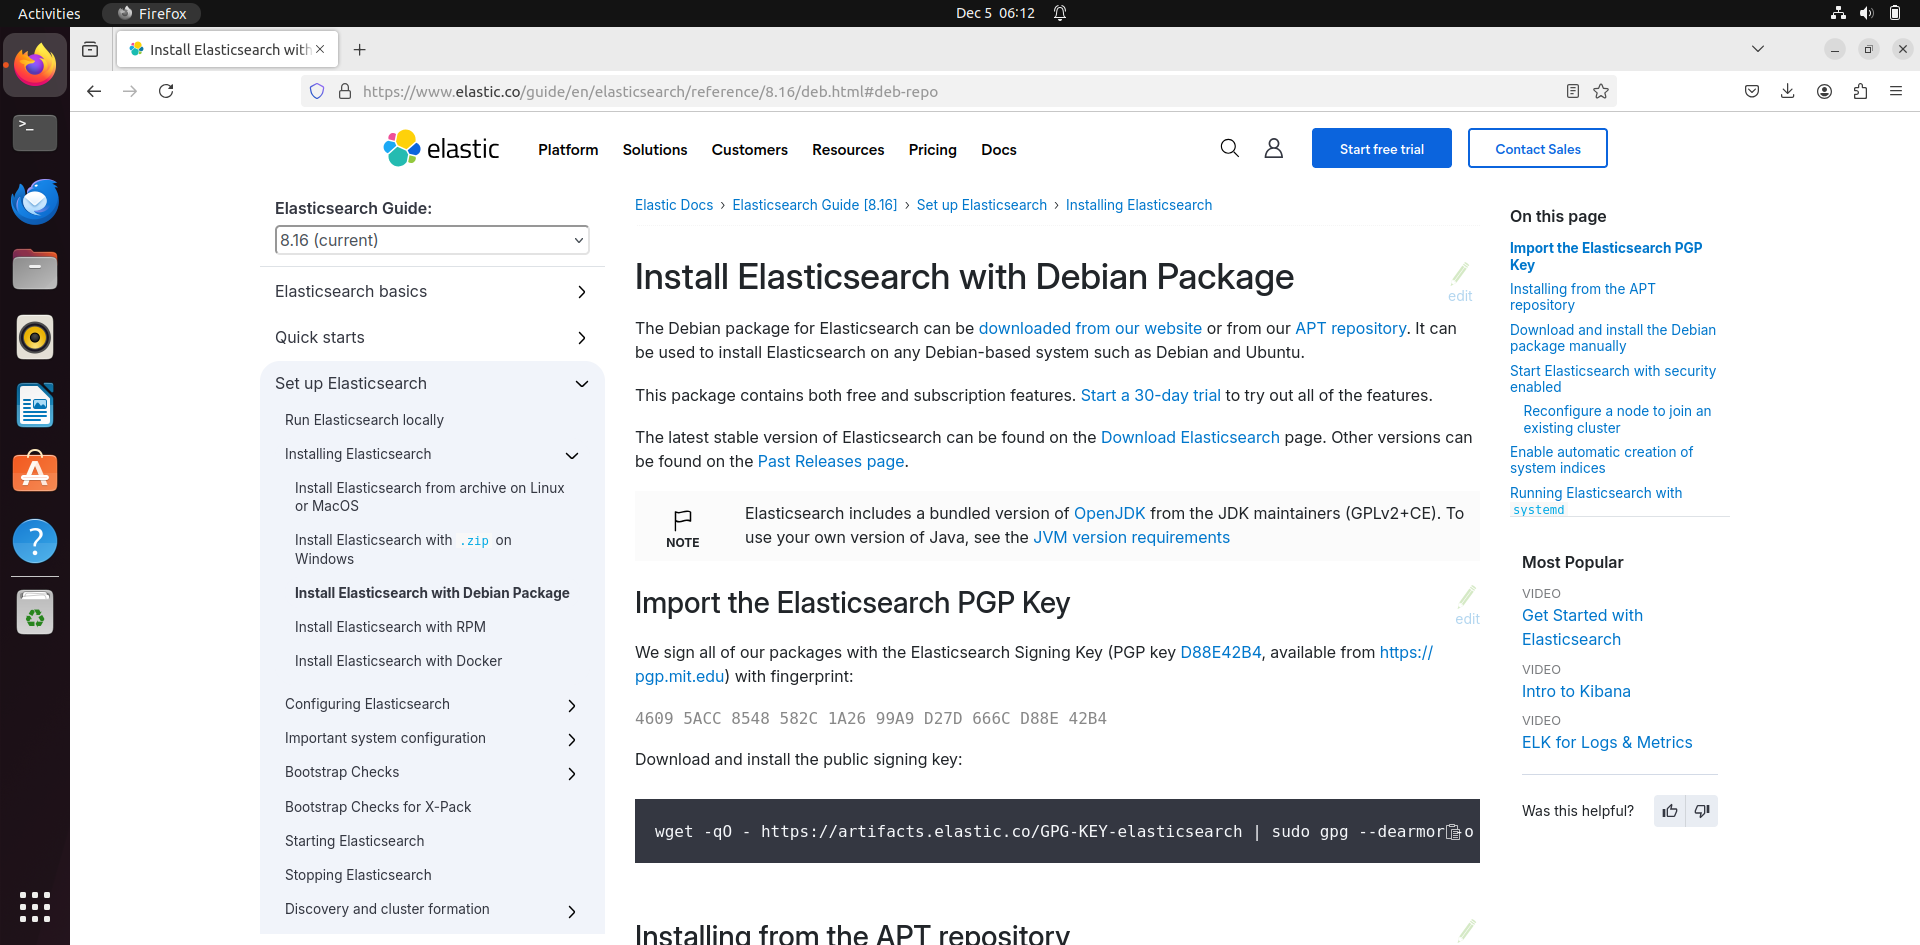 Activities
Firefox
Dec 5 06:12
Install Elasticsearch with
https://www.elastic.co/guide/en/elasticsearch/reference/8.16/deb.html#deb-repo
elastic
Platform
Solutions
Customers
Resources
Pricing
Docs
Start free trial
Contact Sales
Elasticsearch Guide:
8.16 (current)
Elasticsearch basics
Quick starts
Set up Elasticsearch
Run Elasticsearch locally
Installing Elasticsearch
Install Elasticsearch from archive on Linux
or MacOS
Install Elasticsearch with .zip on
Windows
Install Elasticsearch with Debian Package
Install Elasticsearch with RPM
Install Elasticsearch with Docker
Configuring Elasticsearch
Important system configuration
Bootstrap Checks
Bootstrap Checks for X-Pack
Starting Elasticsearch
Stopping Elasticsearch
Discovery and cluster formation
Elastic Docs › Elasticsearch Guide [8.16] › Set up Elasticsearch › Installing Elasticsearch
Install Elasticsearch with Debian Package
edit
The Debian package for Elasticsearch can be downloaded from our website or from our APT repository. It can
be used to install Elasticsearch on any Debian-based system such as Debian and Ubuntu.
This package contains both free and subscription features. Start a 30-day trial to try out all of the features.
The latest stable version of Elasticsearch can be found on the Download Elasticsearch page. Other versions can
be found on the Past Releases page.
NOTE
Elasticsearch includes a bundled version of OpenJDK from the JDK maintainers (GPLv2+CE). To
use your own version of Java, see the JVM version requirements
Import the Elasticsearch PGP Key
edit
We sign all of our packages with the Elasticsearch Signing Key (PGP key D88E42B4, available from https://
pgp.mit.edu) with fingerprint:
4609 5ACC 8548 582C 1A26 99A9 D27D 666C D88E 42B4
Download and install the public signing key:
wget -qO - https://artifacts.elastic.co/GPG-KEY-elasticsearch | sudo gpg --dearmor -o
Installing from the APT repository
On this page
Import the Elasticsearch PGP
Key
Installing from the APT
repository
Download and install the Debian
package manually
Start Elasticsearch with security
enabled
Reconfigure a node to join an
existing cluster
Enable automatic creation of
system indices
Running Elasticsearch with
systemd
Most Popular
VIDEO
Get Started with
Elasticsearch
VIDEO
Intro to Kibana
VIDEO
ELK for Logs & Metrics
Was this helpful?